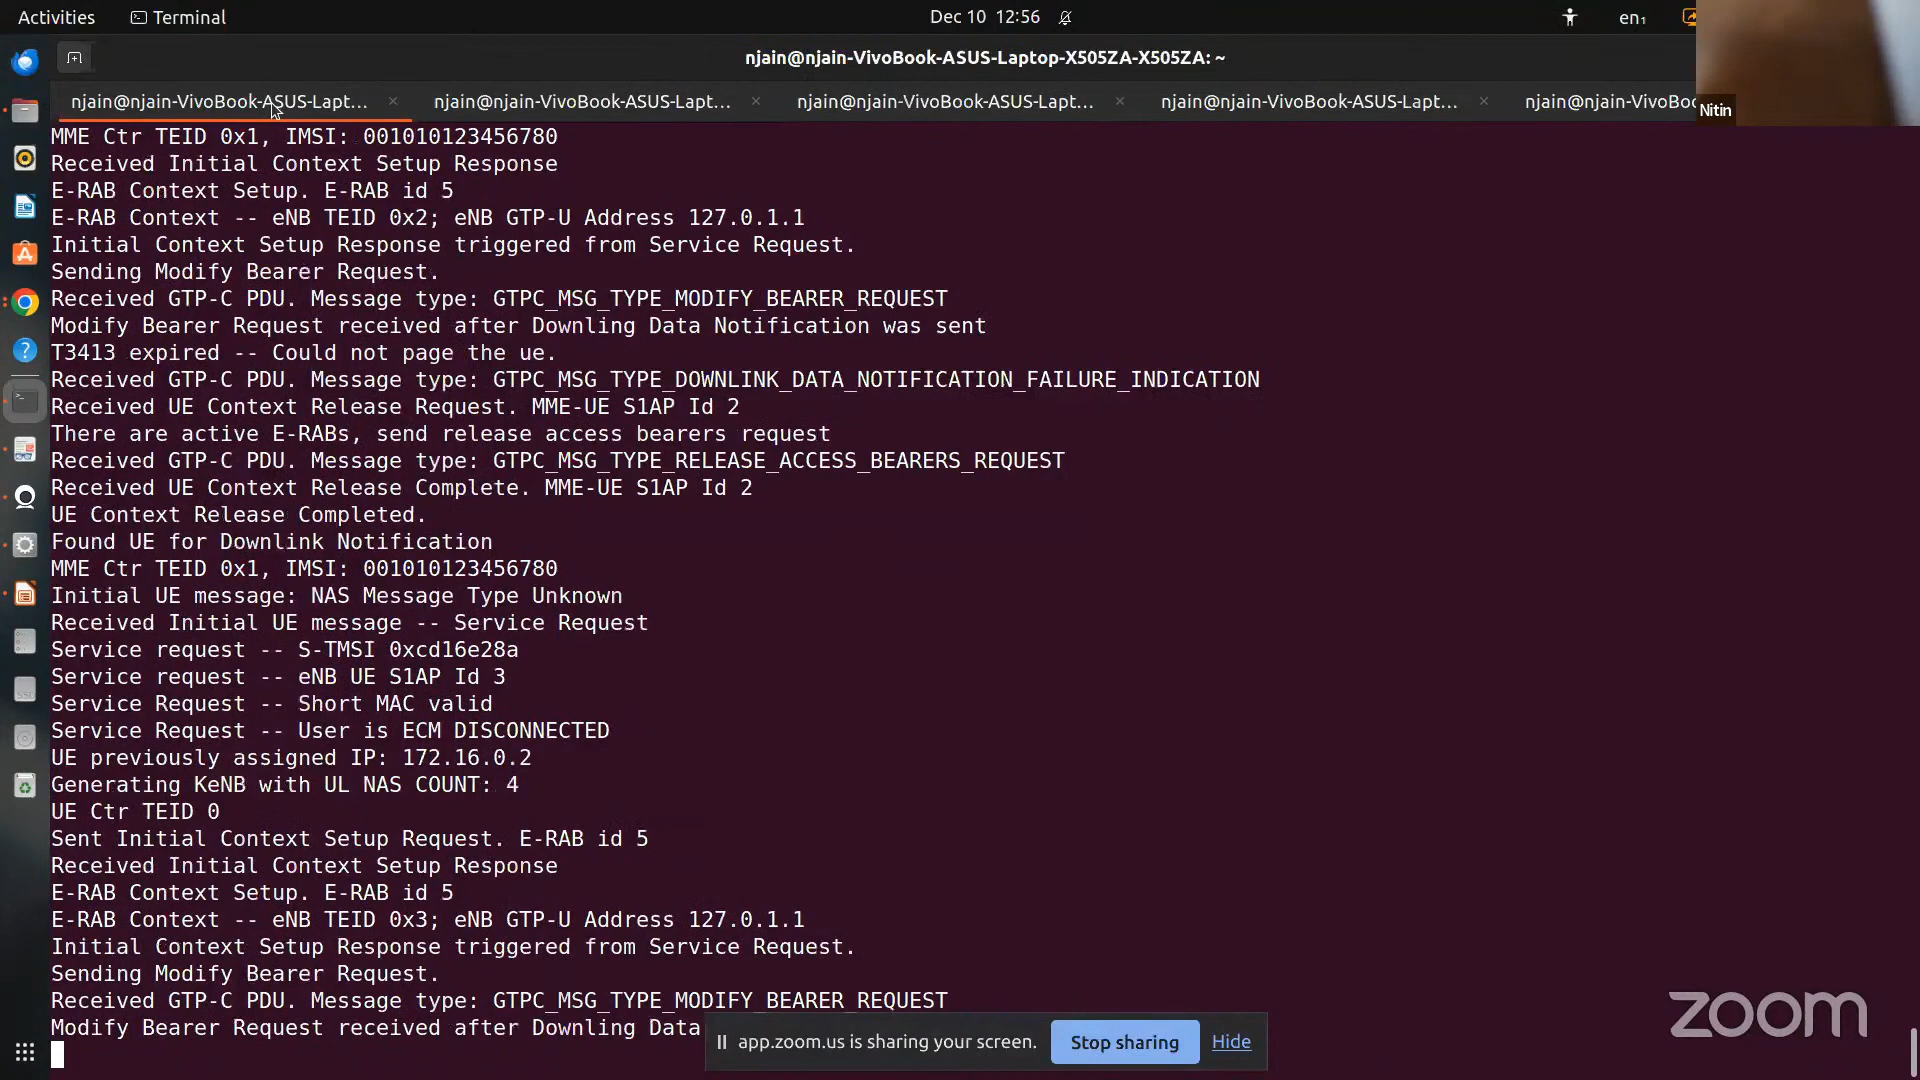 Activities
Terminal
Dec 10 12:56
en₁
njain@njain-VivoBook-ASUS-Laptop-X505ZA-X505ZA: ~
njain@njain-VivoBook-ASUS-Lapt...
njain@njain-VivoBook-ASUS-Lapt...
njain@njain-VivoBook-ASUS-Lapt...
njain@njain-VivoBook-ASUS-Lapt...
njain@njain-VivoBo
Nitin
MME Ctr TEID 0x1, IMSI: 001010123456780
Received Initial Context Setup Response
E-RAB Context Setup. E-RAB id 5
E-RAB Context -- eNB TEID 0x2; eNB GTP-U Address 127.0.1.1
Initial Context Setup Response triggered from Service Request.
Sending Modify Bearer Request.
Received GTP-C PDU. Message type: GTPC_MSG_TYPE_MODIFY_BEARER_REQUEST
Modify Bearer Request received after Downling Data Notification was sent
T3413 expired -- Could not page the ue.
Received GTP-C PDU. Message type: GTPC_MSG_TYPE_DOWNLINK_DATA_NOTIFICATION_FAILURE_INDICATION
Received UE Context Release Request. MME-UE S1AP Id 2
There are active E-RABs, send release access bearers request
Received GTP-C PDU. Message type: GTPC_MSG_TYPE_RELEASE_ACCESS_BEARERS_REQUEST
Received UE Context Release Complete. MME-UE S1AP Id 2
UE Context Release Completed.
Found UE for Downlink Notification
MME Ctr TEID 0x1, IMSI: 001010123456780
Initial UE message: NAS Message Type Unknown
Received Initial UE message -- Service Request
Service request -- S-TMSI 0xcd16e28a
Service request -- eNB UE S1AP Id 3
Service Request -- Short MAC valid
Service Request -- User is ECM DISCONNECTED
UE previously assigned IP: 172.16.0.2
Generating KeNB with UL NAS COUNT: 4
UE Ctr TEID 0
Sent Initial Context Setup Request. E-RAB id 5
Received Initial Context Setup Response
E-RAB Context Setup. E-RAB id 5
E-RAB Context -- eNB TEID 0x3; eNB GTP-U Address 127.0.1.1
Initial Context Setup Response triggered from Service Request.
Sending Modify Bearer Request.
Received GTP-C PDU. Message type: GTPC_MSG_TYPE_MODIFY_BEARER_REQUEST
Modify Bearer Request received after Downling Data
app.zoom.us is sharing your screen.
Stop sharing
Hide
zoom